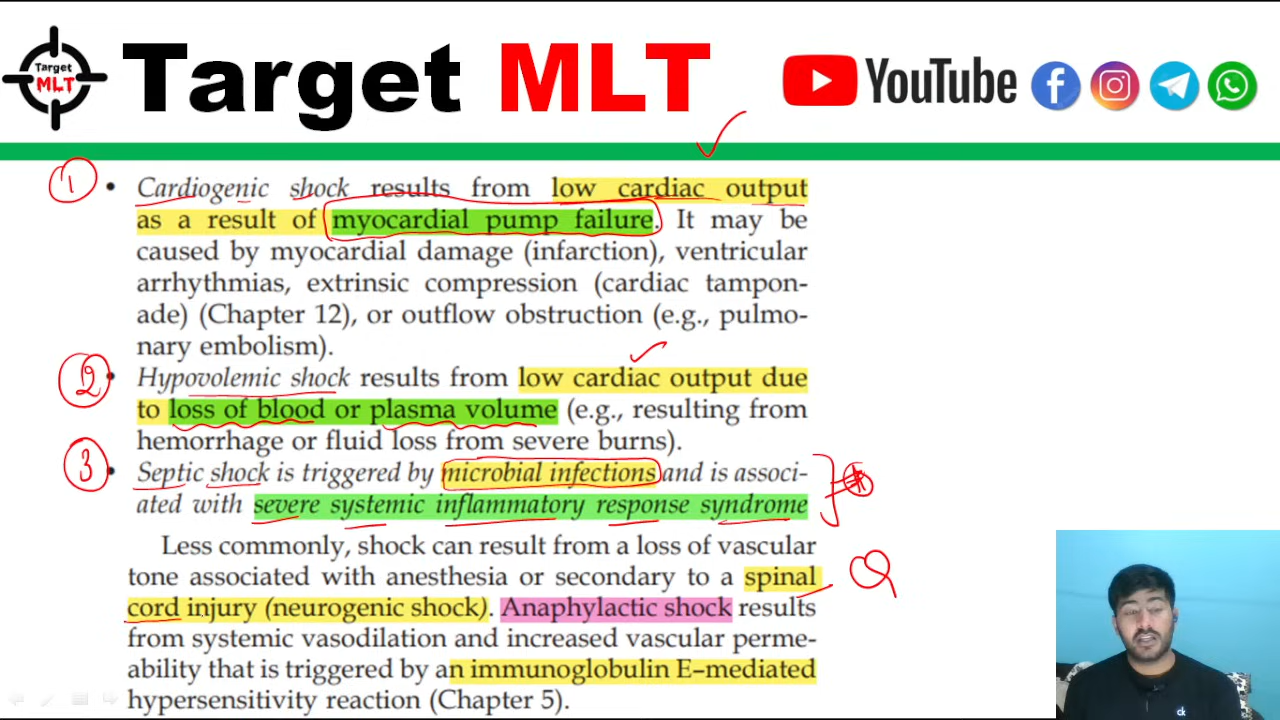 Target
MLT
Target MLT
YouTube
1
• Cardiogenic shock results from low cardiac output
as a result of myocardial pump failure. It may be
caused by myocardial damage (infarction), ventricular
arrhythmias, extrinsic compression (cardiac tampon-
ade) (Chapter 12), or outflow obstruction (e.g., pulmo-
nary embolism).
2
• Hypovolemic shock results from low cardiac output due
to loss of blood or plasma volume (e.g., resulting from
hemorrhage or fluid loss from severe burns).
3
• Septic shock is triggered by microbial infections and is associ-
ated with severe systemic inflammatory response syndrome
Less commonly, shock can result from a loss of vascular
tone associated with anesthesia or secondary to a spinal
Q
cord injury (neurogenic shock). Anaphylactic shock results
from systemic vasodilation and increased vascular perme-
ability that is triggered by an immunoglobulin E–mediated
hypersensitivity reaction (Chapter 5).
ck